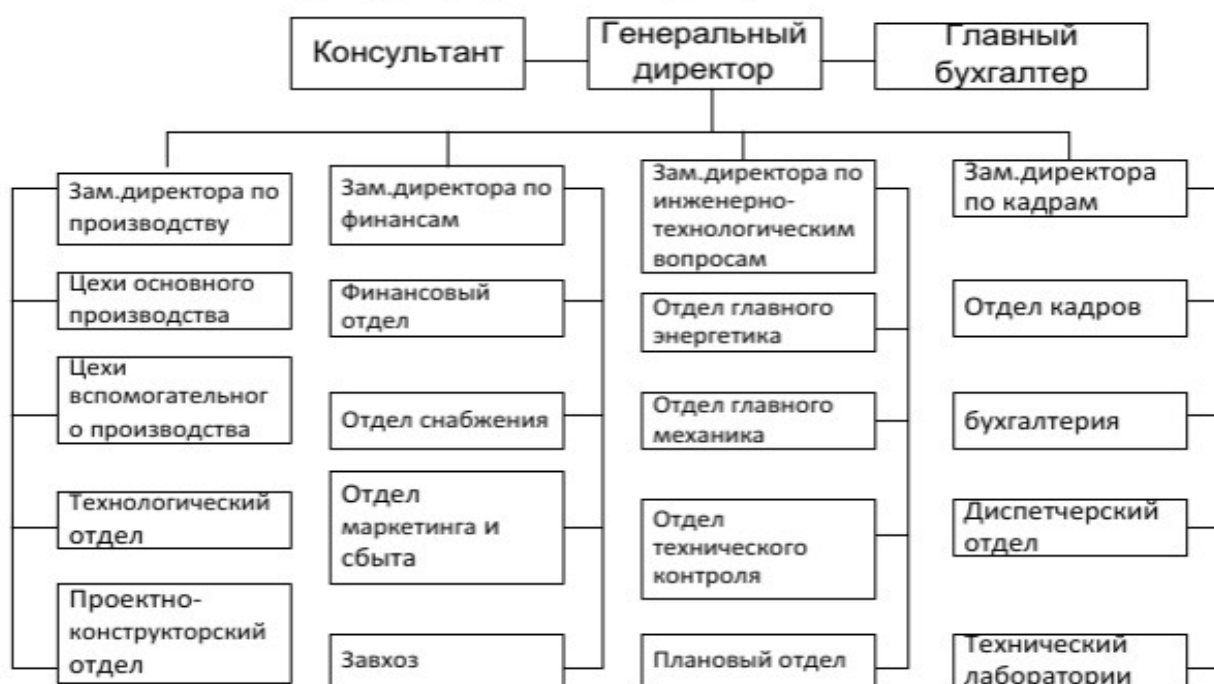 Консультант
Генеральный
директор
Главный
бухгалтер
Зам.директора по
производству
Цехи основного
производства
Цехи
вспомогательног
о производства
Технологический
отдел
Проектно-
конструкторский
отдел
Зам.директора по
финансам
Финансовый
отдел
Отдел снабжения
Отдел
маркетинга и
сбыта
Завхоз
Зам.директора по
инженерно-
технологическим
вопросам
Отдел главного
энергетика
Отдел главного
механика
Отдел
технического
контроля
Плановый отдел
Зам.директора
по кадрам
Отдел кадров
бухгалтерия
Диспетчерский
отдел
Технический
лаборатории